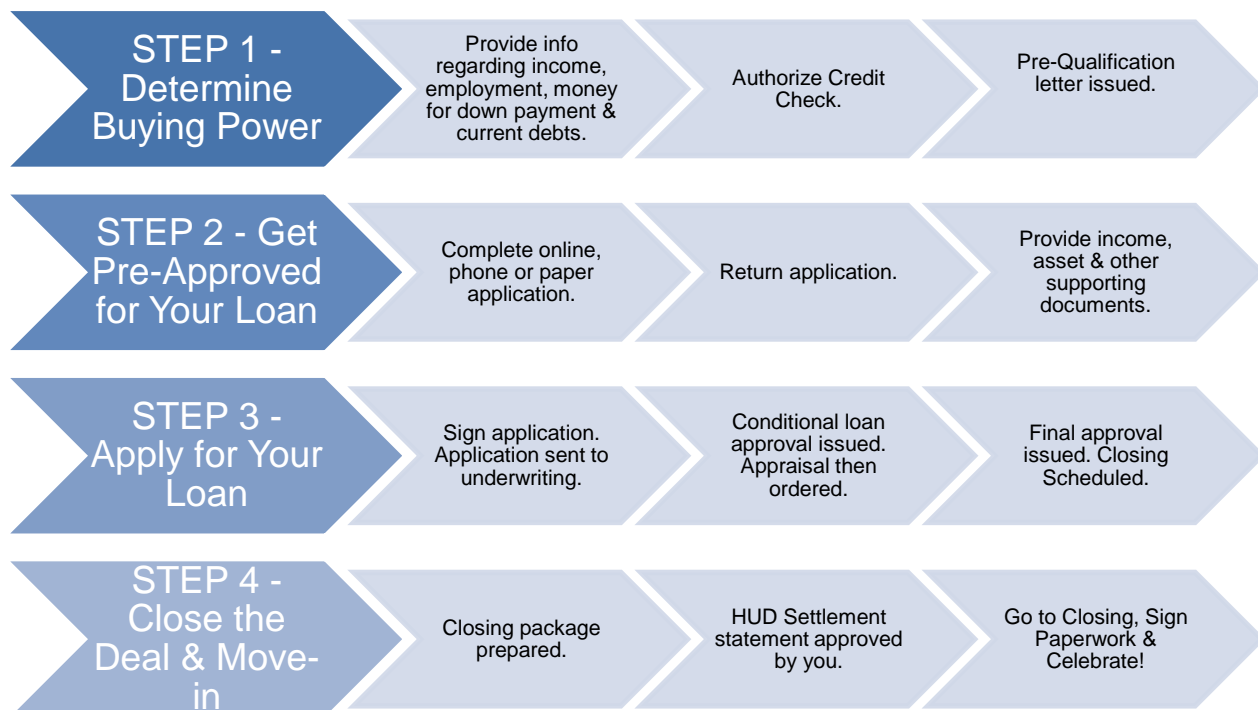 STEP 1 -
Determine
Buying Power
Provide info
regarding income,
employment, money
for down payment &
current debts.
Authorize Credit
Check.
Pre-Qualification
letter issued.
STEP 2 - Get
Pre-Approved
for Your Loan
Complete online,
phone or paper
application.
Return application.
Provide income,
asset & other
supporting
documents.
STEP 3 -
Apply for Your
Loan
Sign application.
Application sent to
underwriting.
Conditional loan
approval issued.
Appraisal then
ordered.
Final approval
issued. Closing
Scheduled.
STEP 4 -
Close the
Deal & Move-
in
Closing package
prepared.
HUD Settlement
statement approved
by you.
Go to Closing, Sign
Paperwork &
Celebrate!